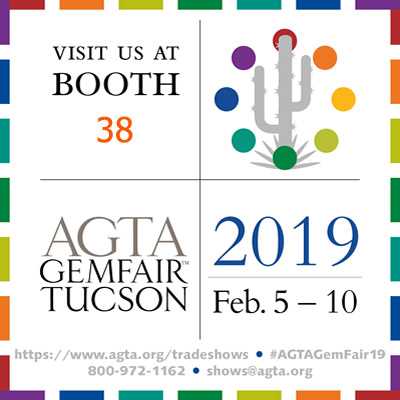 VISIT US AT
BOOTH
38
AGTA
GEMFAIR™
TUCSON
2019
Feb. 5 – 10
https://www.agta.org/tradeshows • #AGTAGemFair19
800-972-1162 • shows@agta.org